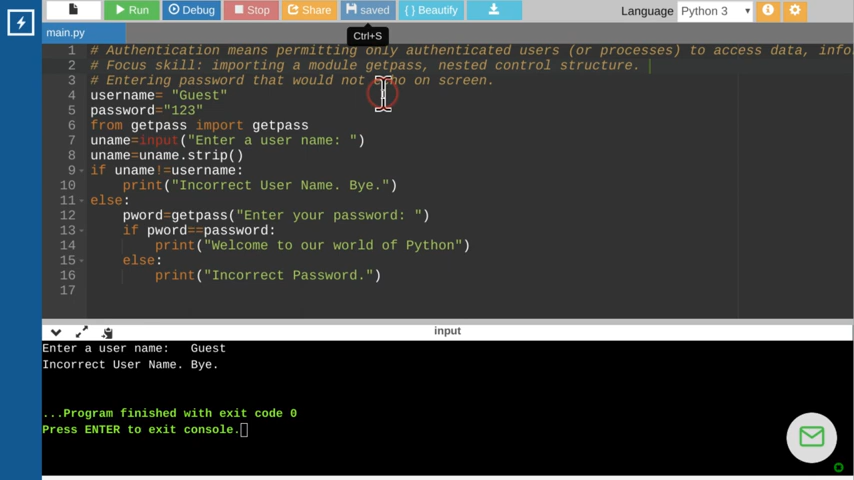 Run
Debug
Stop
Share
saved
{ } Beautify
Language
Python 3
Ctrl+S
main.py
1 # Authentication means permitting only authenticated users (or processes) to access data, info
2 # Focus skill: importing a module getpass, nested control structure.
3 # Entering password that would not echo on screen.
4 username= "Guest"
5 password="123"
6 from getpass import getpass
7 uname=input("Enter a user name: ")
8 uname=uname.strip()
9 if uname!=username:
10 print("Incorrect User Name. Bye.")
11 else:
12 pword=getpass("Enter your password: ")
13 if pword==password:
14 print("Welcome to our world of Python")
15 else:
16 print("Incorrect Password.")
17
input
Enter a user name:   Guest
Incorrect User Name. Bye.
...Program finished with exit code 0
Press ENTER to exit console.